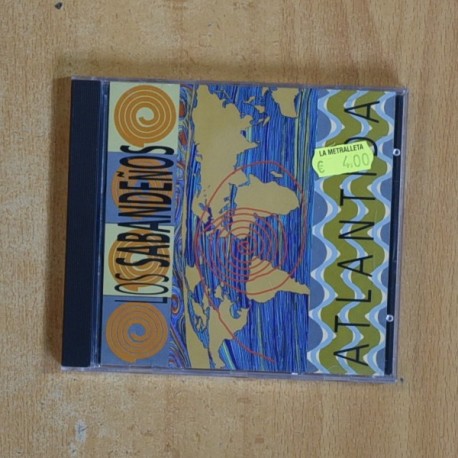 LOS SABANDEÑOS
ATLANTIDA
LA METRALLETA
€ 4,00